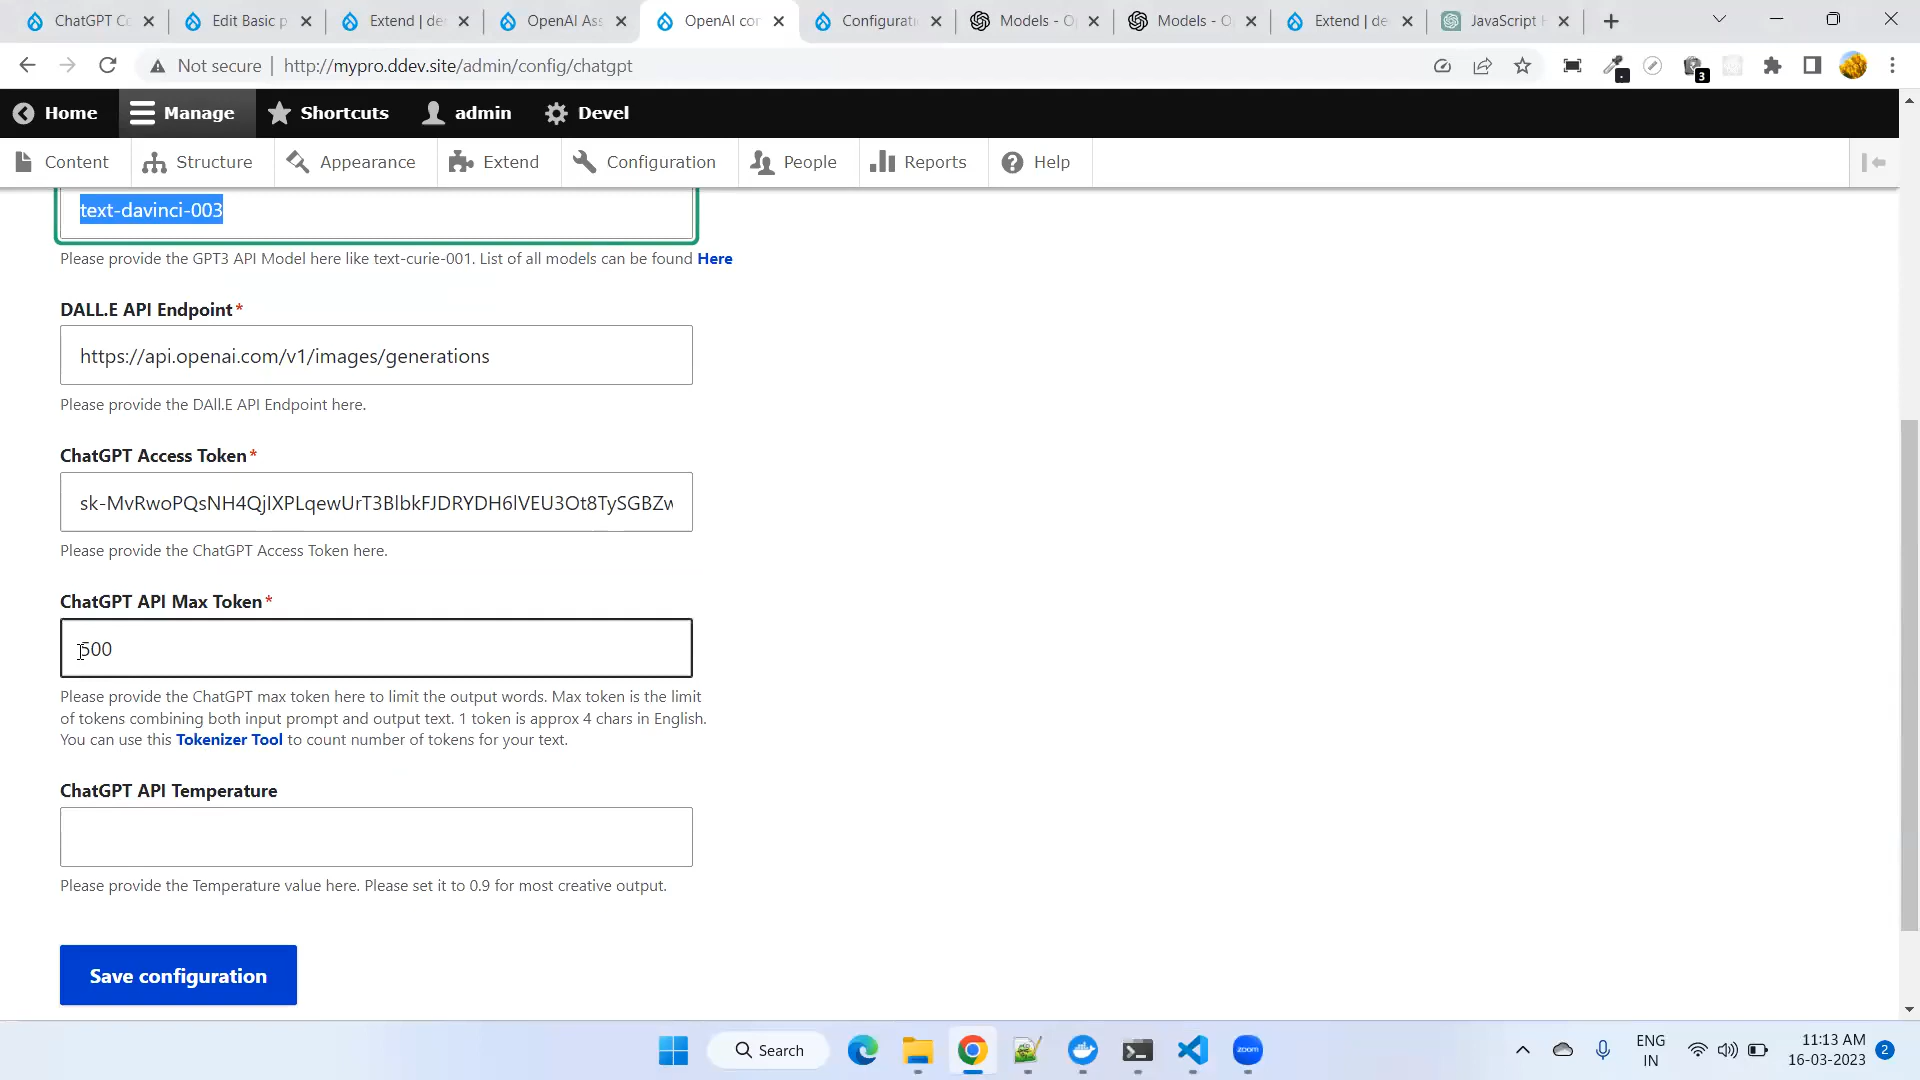 ChatGPT Co
Edit Basic p
Extend | de
OpenAI Ass
OpenAI con
Configurati
Models - O
Models - O
Extend | de
JavaScript H
Not secure | http://mypro.ddev.site/admin/config/chatgpt
3
Home
Manage
Shortcuts
admin
Devel
Content
Structure
Appearance
Extend
Configuration
People
Reports
Help
text-davinci-003
Please provide the GPT3 API Model here like text-curie-001. List of all models can be found Here
DALL.E API Endpoint*
https://api.openai.com/v1/images/generations
Please provide the DAll.E API Endpoint here.
ChatGPT Access Token*
Please provide the ChatGPT Access Token here.
ChatGPT API Max Token*
500
Please provide the ChatGPT max token here to limit the output words. Max token is the limit
of tokens combining both input prompt and output text. 1 token is approx 4 chars in English.
You can use this Tokenizer Tool to count number of tokens for your text.
ChatGPT API Temperature
Please provide the Temperature value here. Please set it to 0.9 for most creative output.
Save configuration
Search
zoom
ENG
IN
11:13 AM
16-03-2023
2